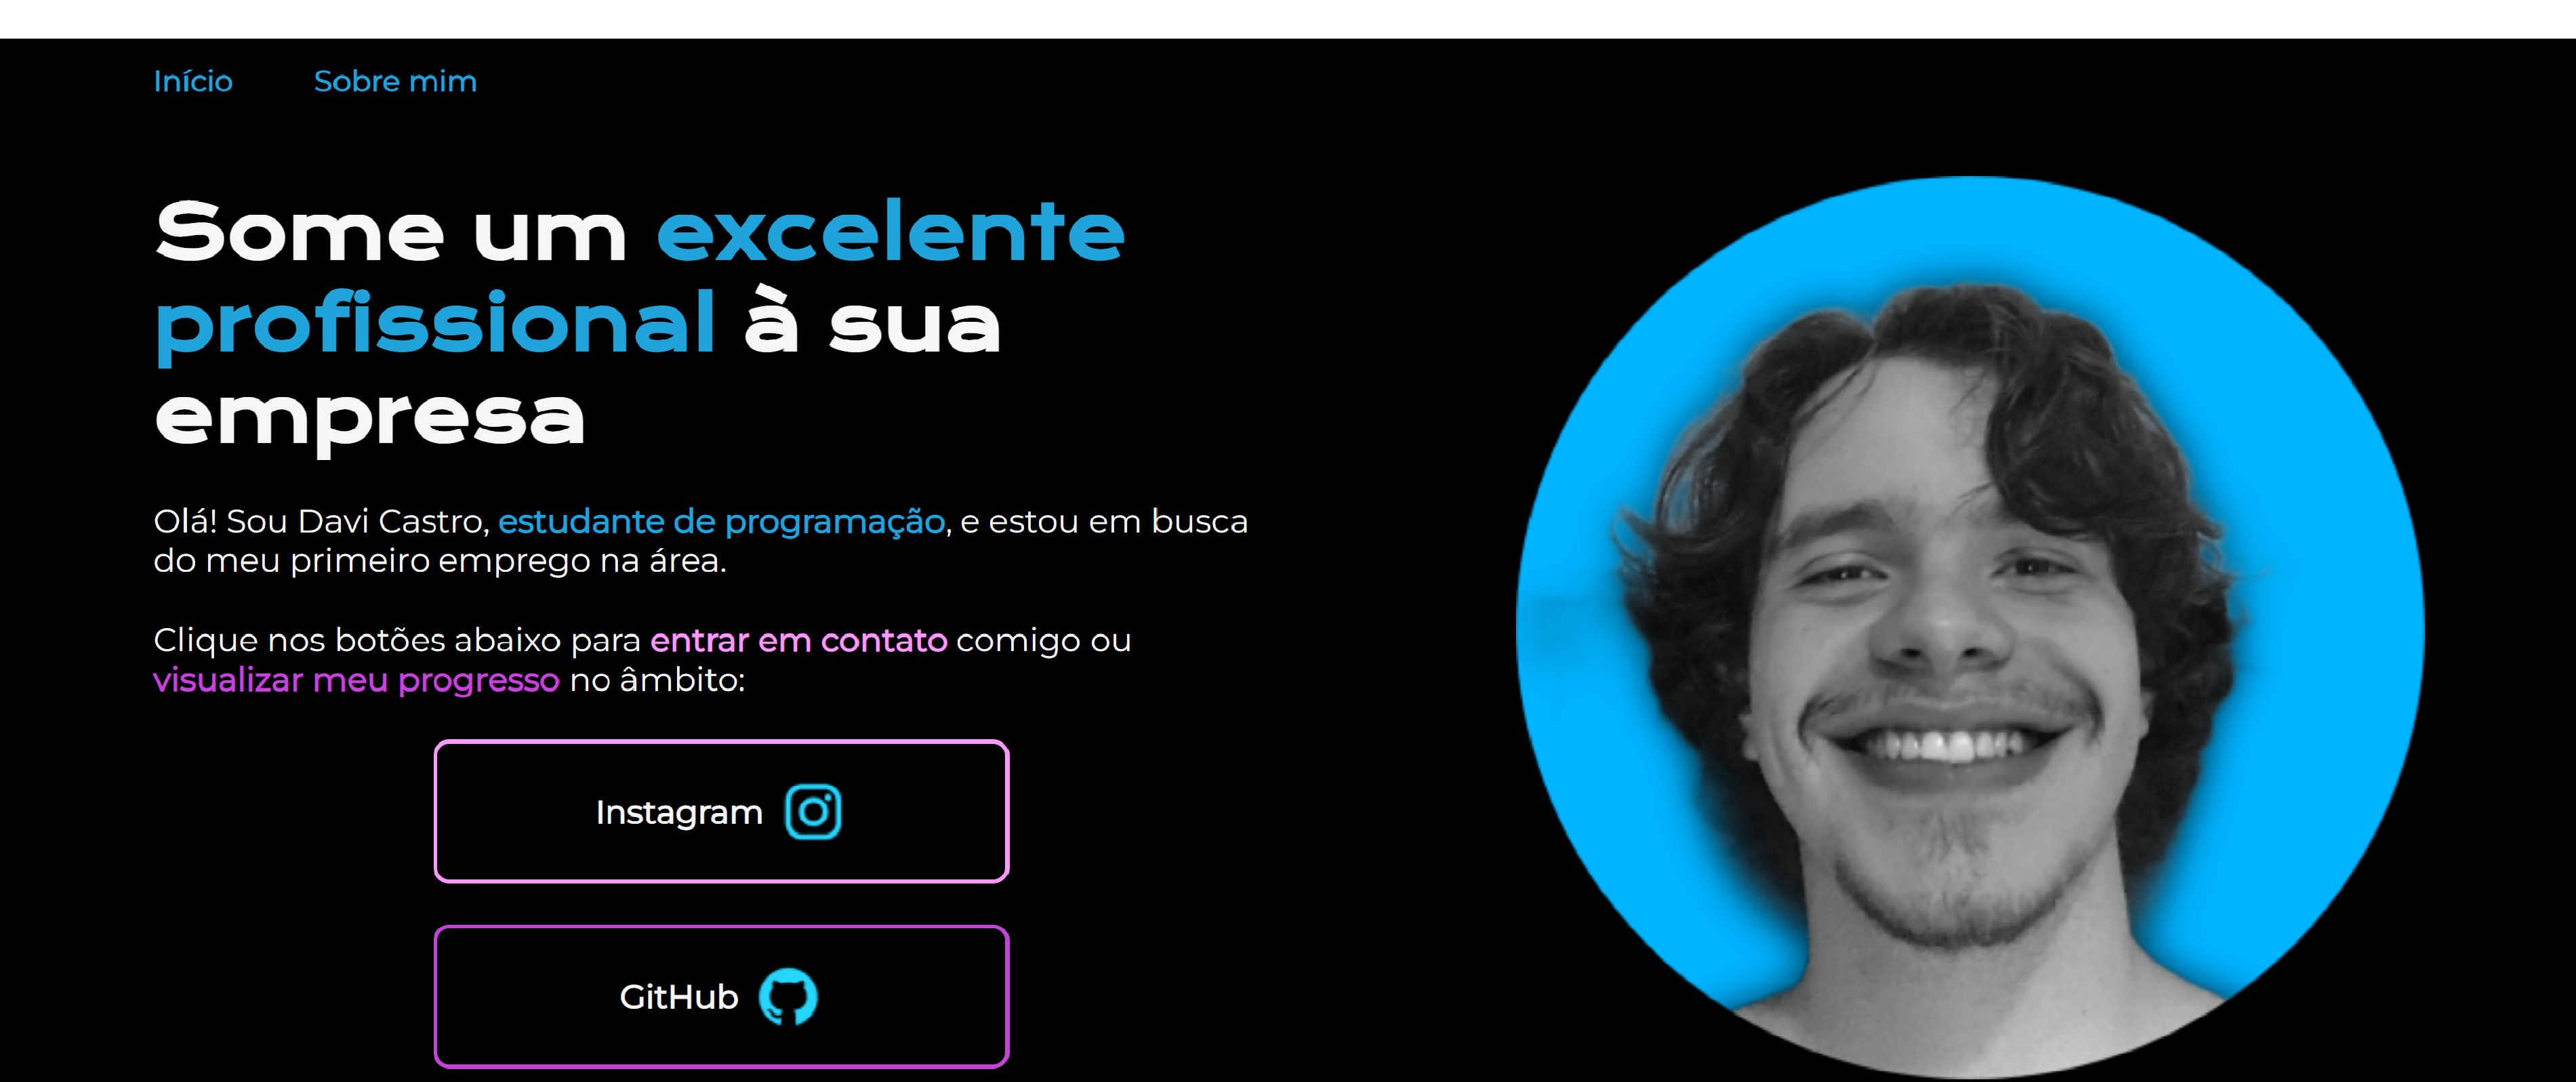 Início Sobre mim
Some um excelente
profissional à sua
empresa
Olá! Sou Davi Castro, estudante de programação, e estou em busca
do meu primeiro emprego na área.
Clique nos botões abaixo para entrar em contato comigo ou
visualizar meu progresso no âmbito:
Instagram
GitHub